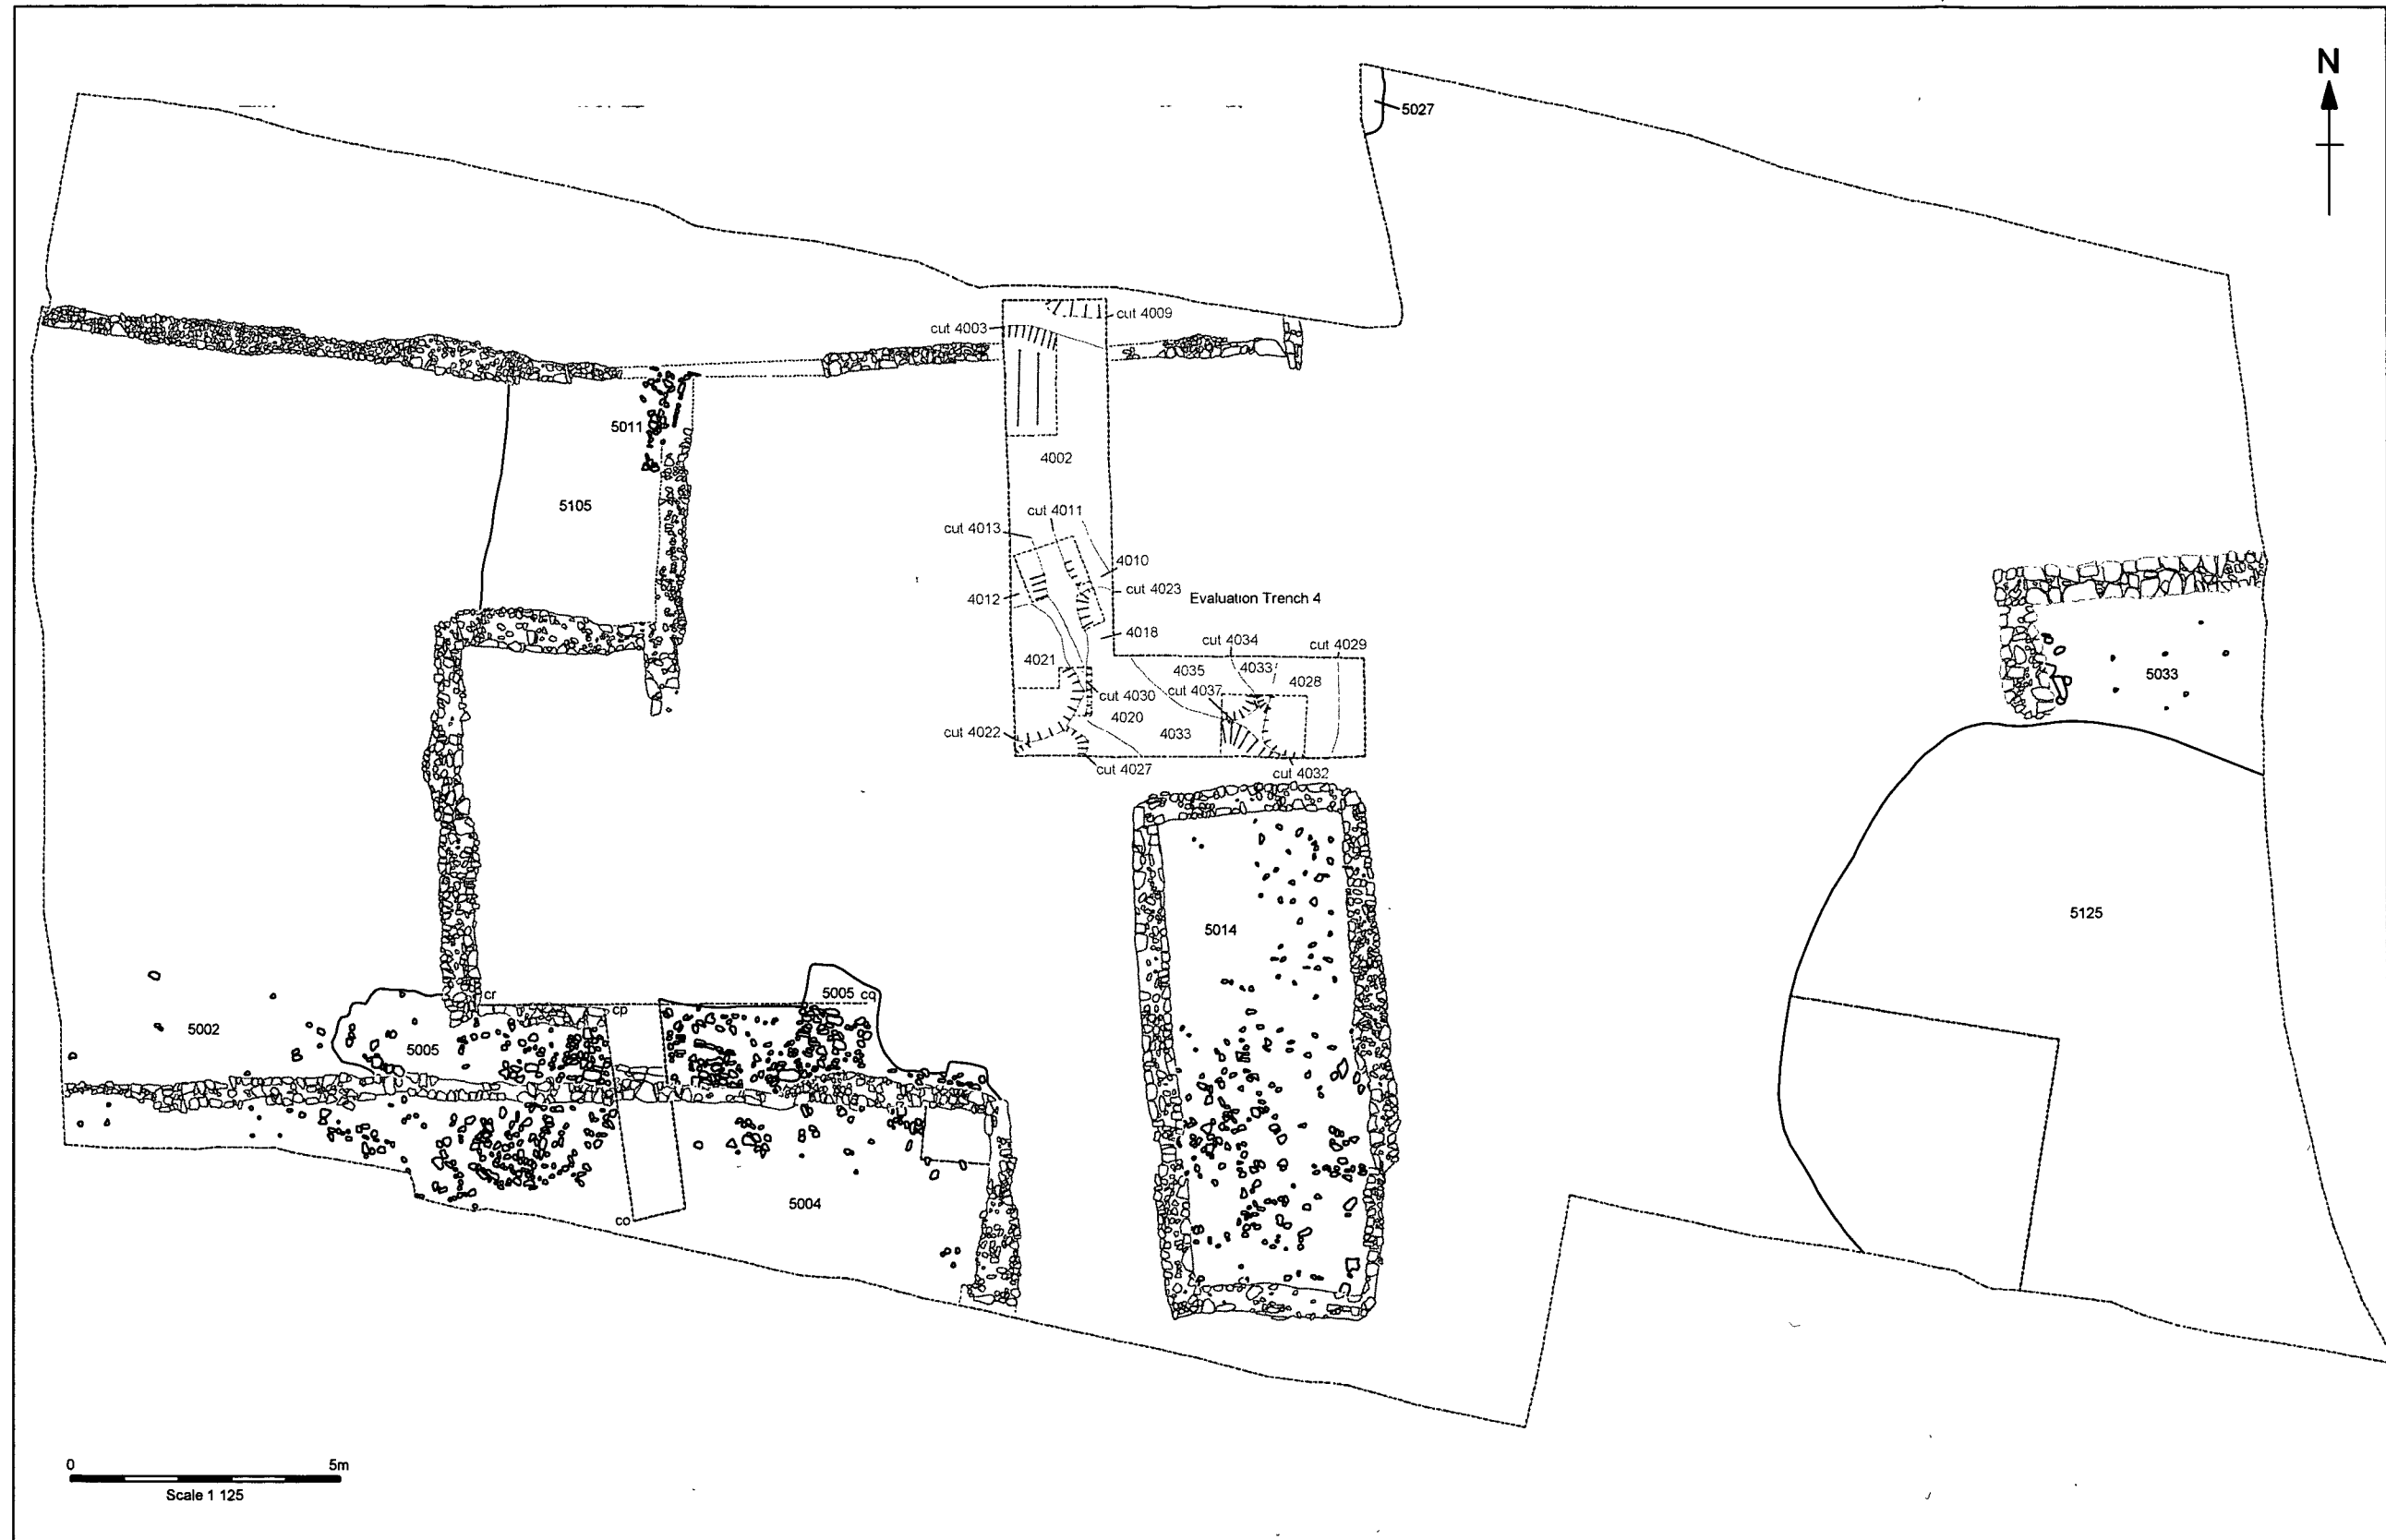 N
5027
cut 4009
cut 4003
5011
4002
5105
cut 4011
cut 4013
4010
cut 4023
4012
Evaluation Trench 4
4018
cut 4034
cut 4029
4021
4035
4033
4028
cut 4030
cut 4037
4020
cut 4022
4033
cut 4027
cut 4032
5033
5125
5014
cr
5005 cq
cp
5002
5005
5004
co
0
5m
Scale 1 125